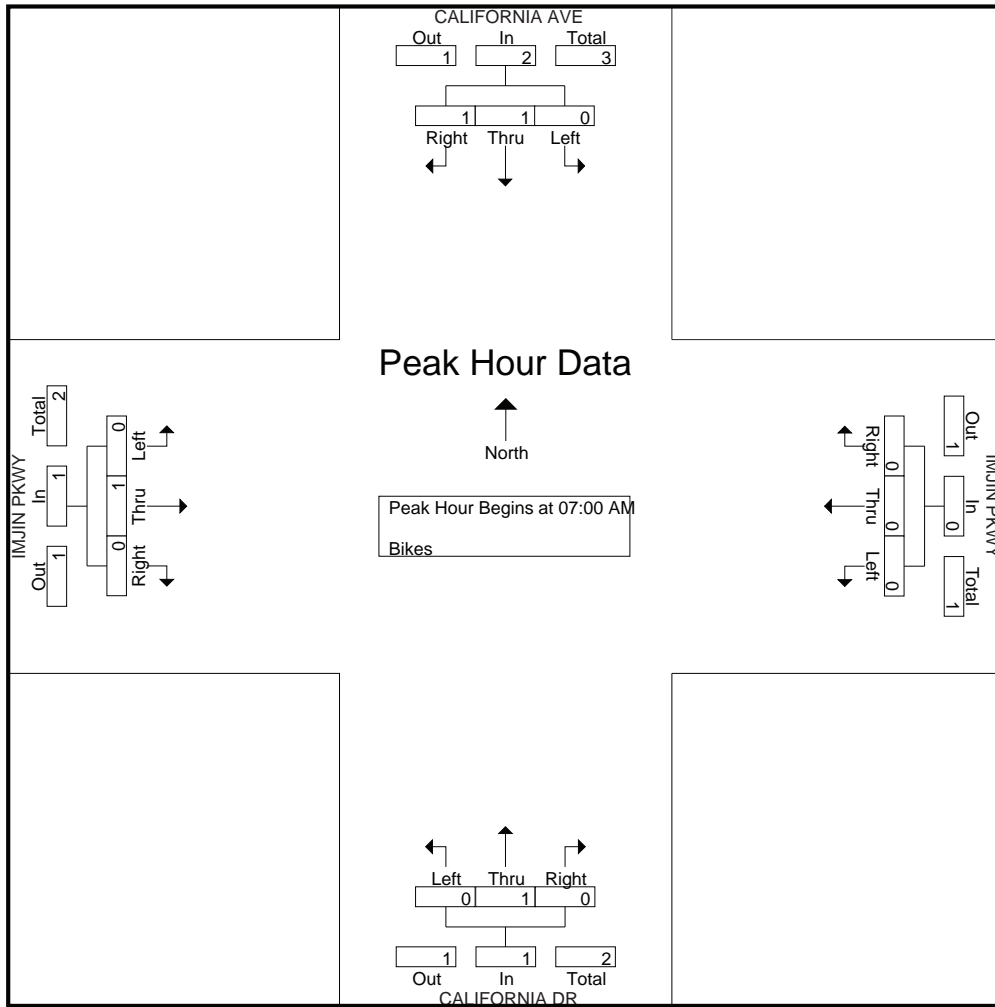 CALIFORNIA AVE
Out In Total
1 2 3
1 1 0
Right Thru Left
Peak Hour Data
North
Peak Hour Begins at 07:00 AM
Bikes
IMJIN PKWY
Out In Total
1 1 2
Right Thru Left
0 1 0
Right Thru Left
0 0 0
Out In Total
1 0 1
IMJIN PKWY
Left Thru Right
0 1 0
1 1 2
Out In Total
CALIFORNIA DR